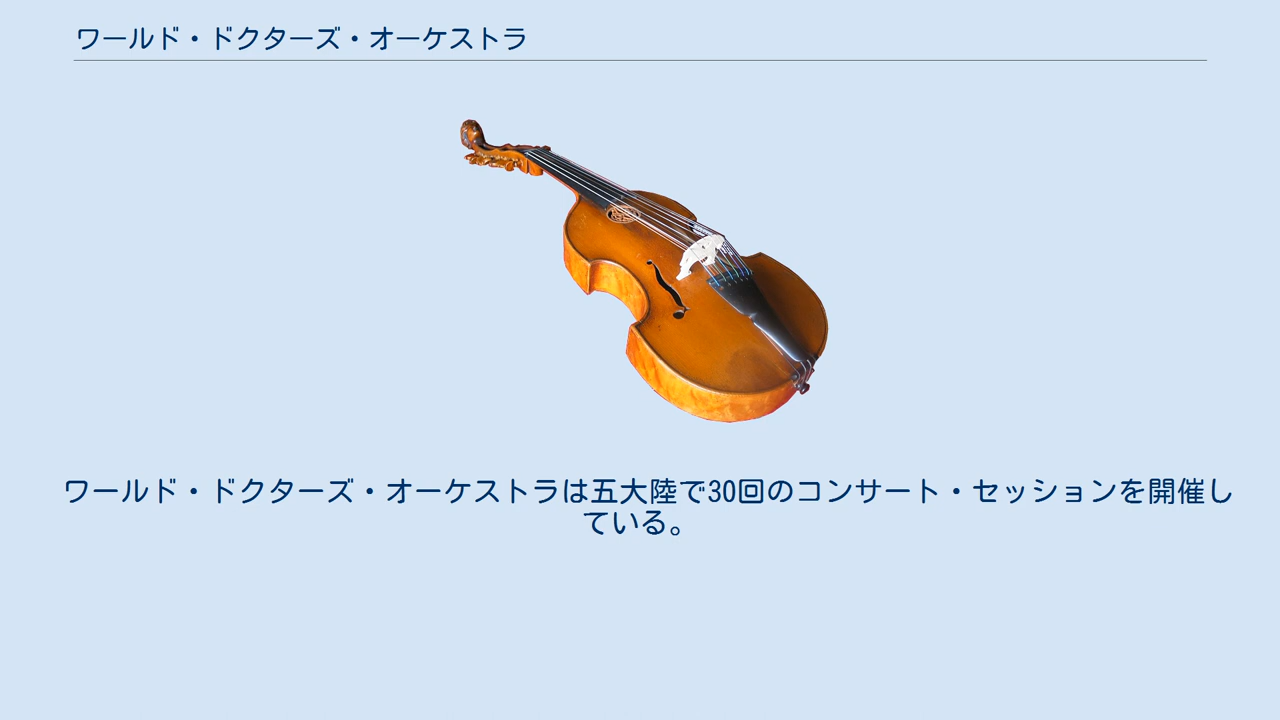 ワールド・ドクターズ・オーケストラ
ワールド・ドクターズ・オーケストラは五大陸で30回のコンサート・セッションを開催し
ている。